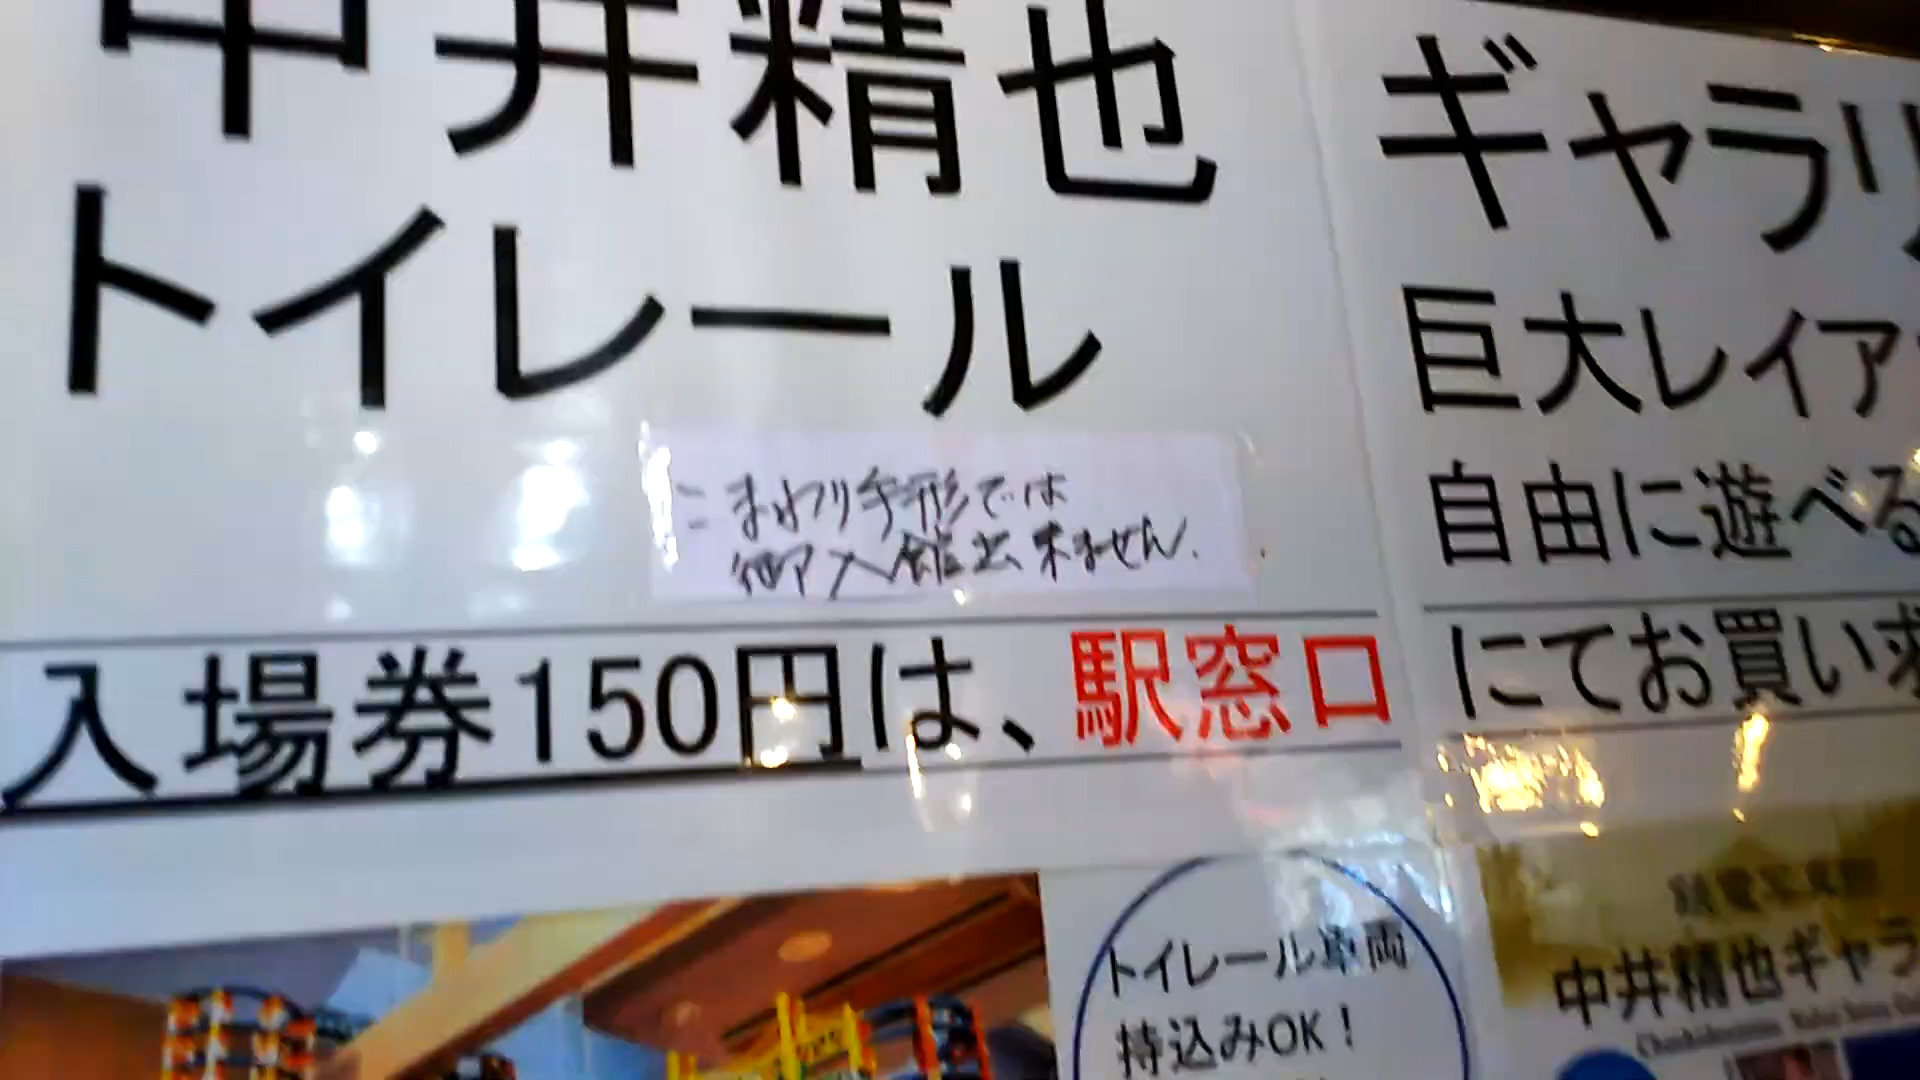 中井精也 ギャラリ
トイレール
巨大レイア
自由に遊べる
こまわり手形では
御入館出来ません.
入場券150円は、駅窓口にてお買い求
トイレール車両
持込みOK！
中井精也ギャラ